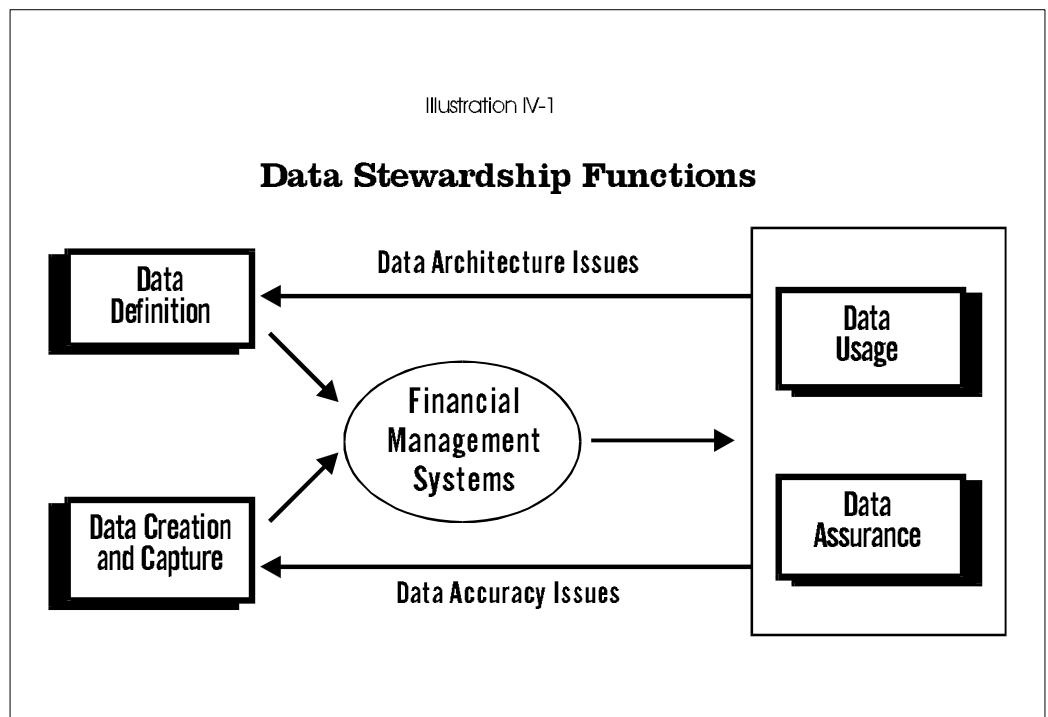 Illustration IV-1
Data Stewardship Functions
Data
Definition
Data Architecture Issues
Data
Usage
Financial
Management
Systems
Data Creation
and Capture
Data
Assurance
Data Accuracy Issues